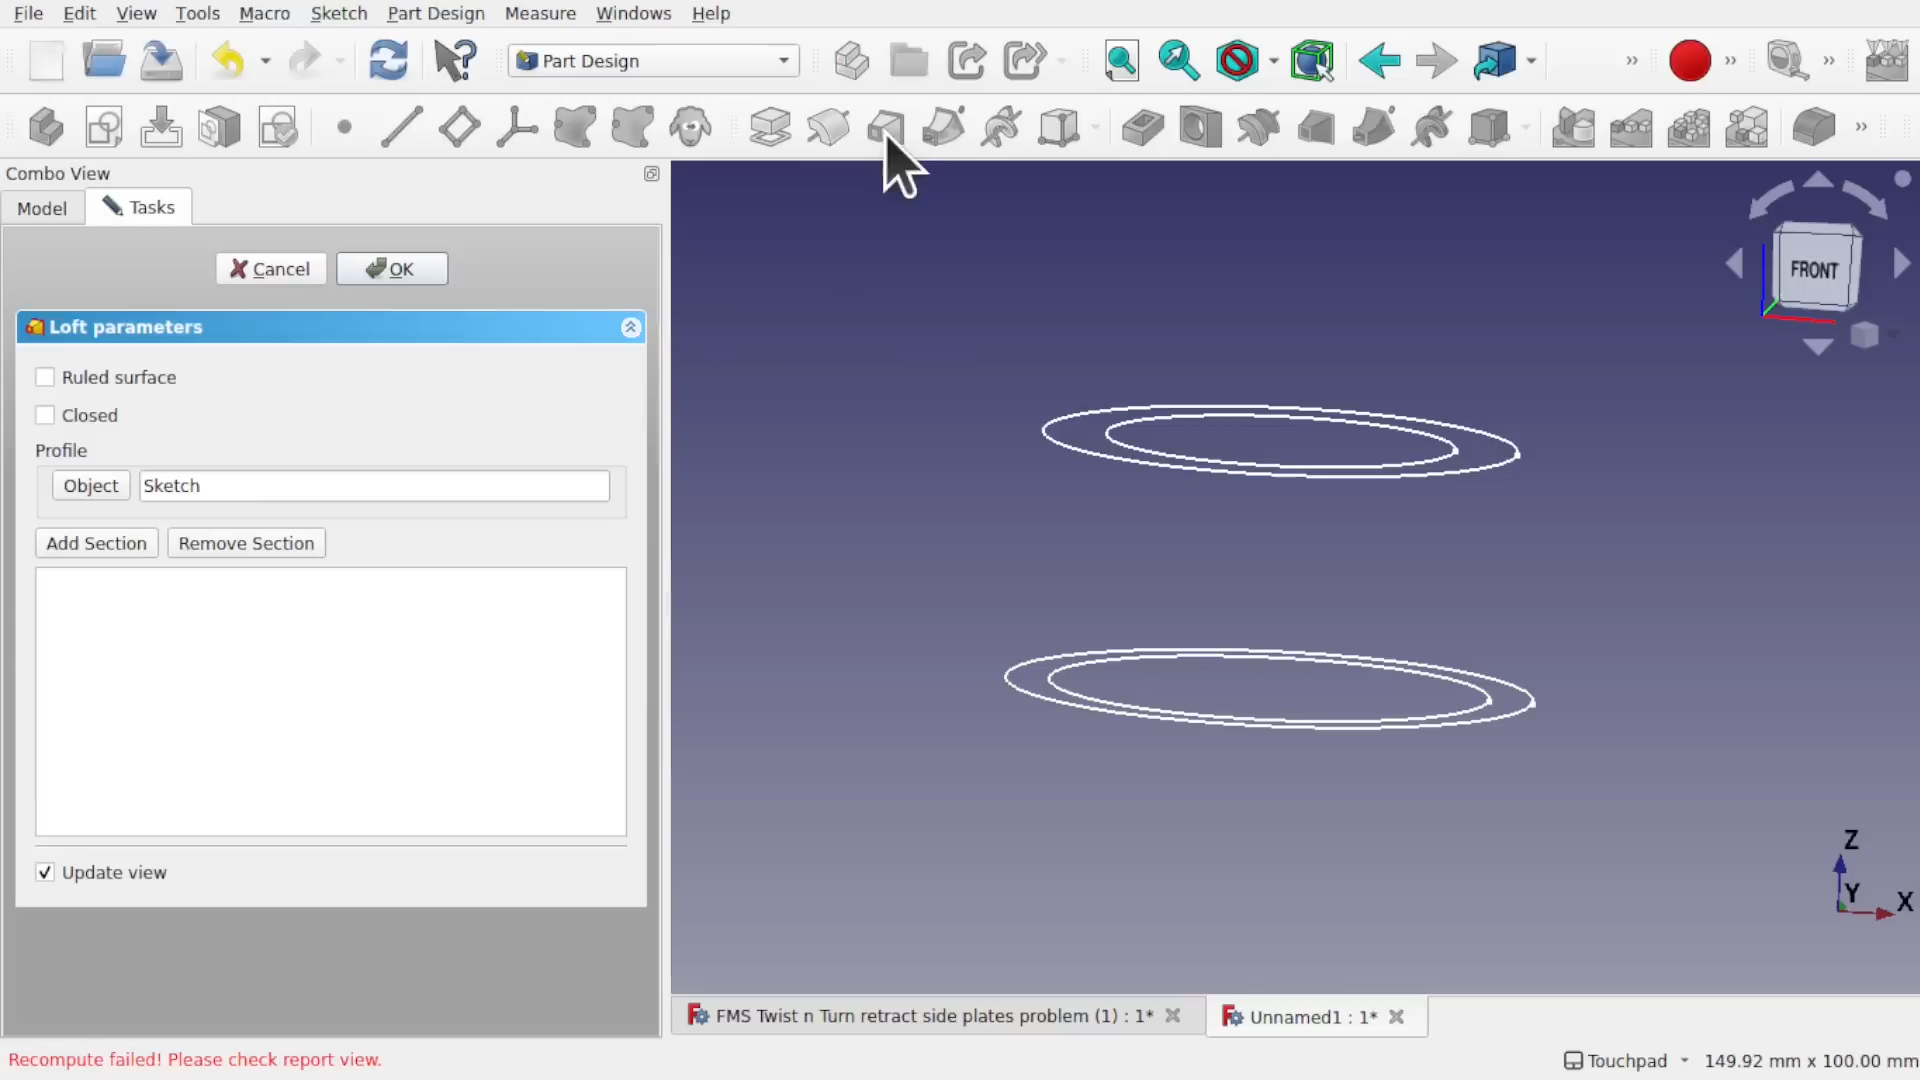 File Edit View Tools Macro Sketch Part Design Measure Windows Help
Part Design
Combo View
Model Tasks
Cancel OK
Loft parameters
Ruled surface
Closed
Profile
Object Sketch
Add Section Remove Section
Update view
FRONT
Z
Y
X
FMS Twist n Turn retract side plates problem (1) : 1* Unnamed1 : 1*
Recompute failed! Please check report view. Touchpad 149.92 mm x 100.00 mm